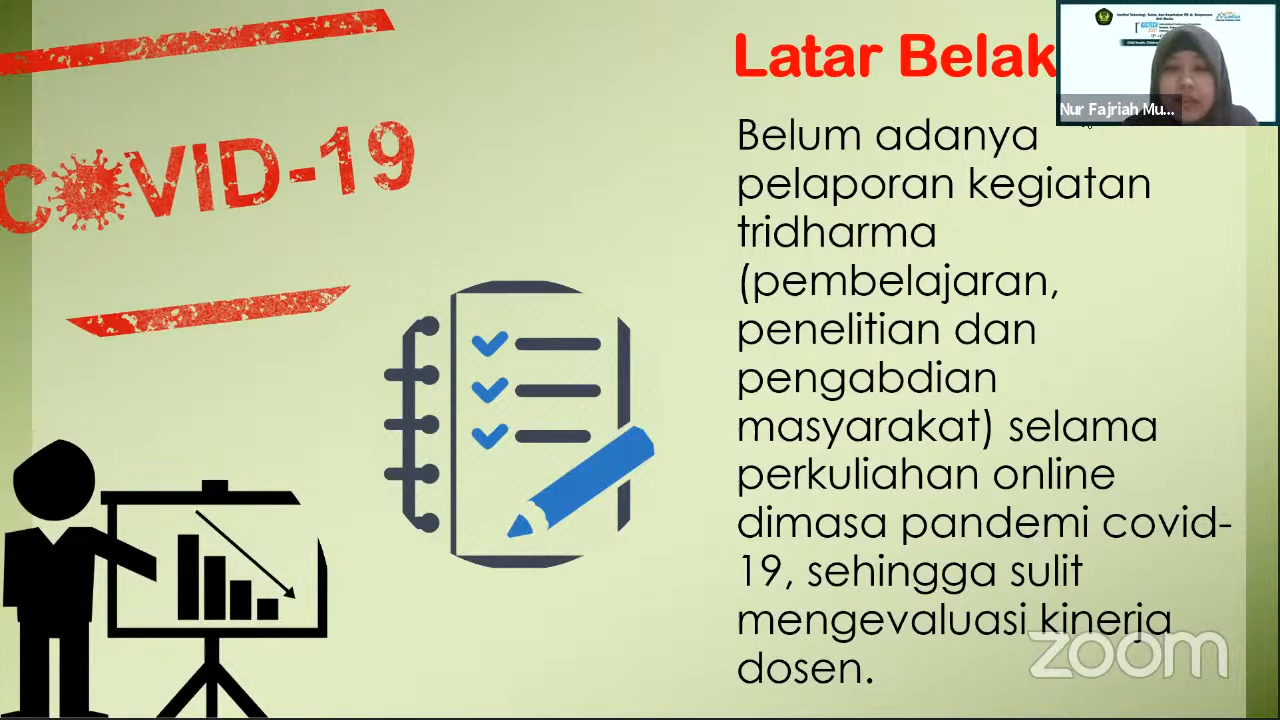 COVID-19
Latar Belak
Belum adanya
pelaporan kegiatan
tridharma
(pembelajaran,
penelitian dan
pengabdian
masyarakat) selama
perkuliahan online
dimasa pandemi covid-
19, sehingga sulit
mengevaluasi kinerja
dosen.
Nur Fajriah Mu...
zoom